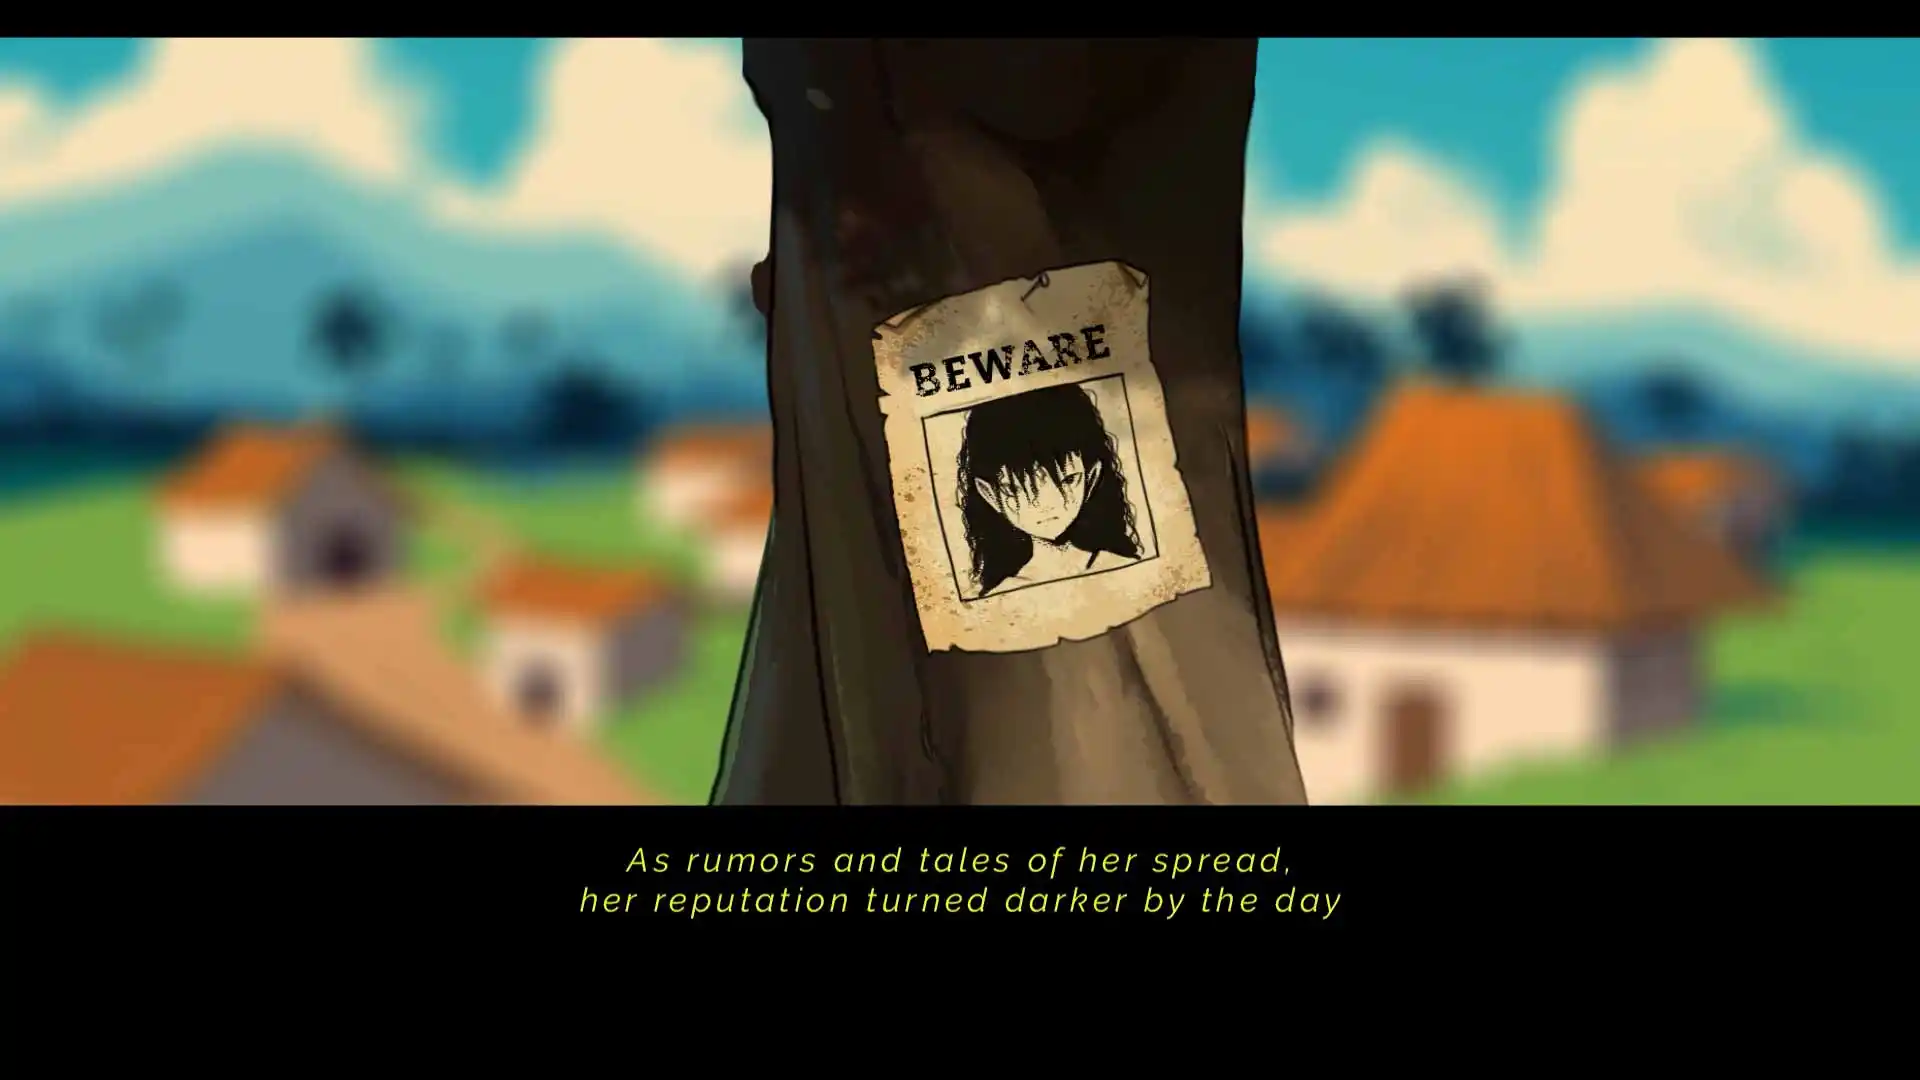 BEWARE
As rumors and tales of her spread,
her reputation turned darker by the day